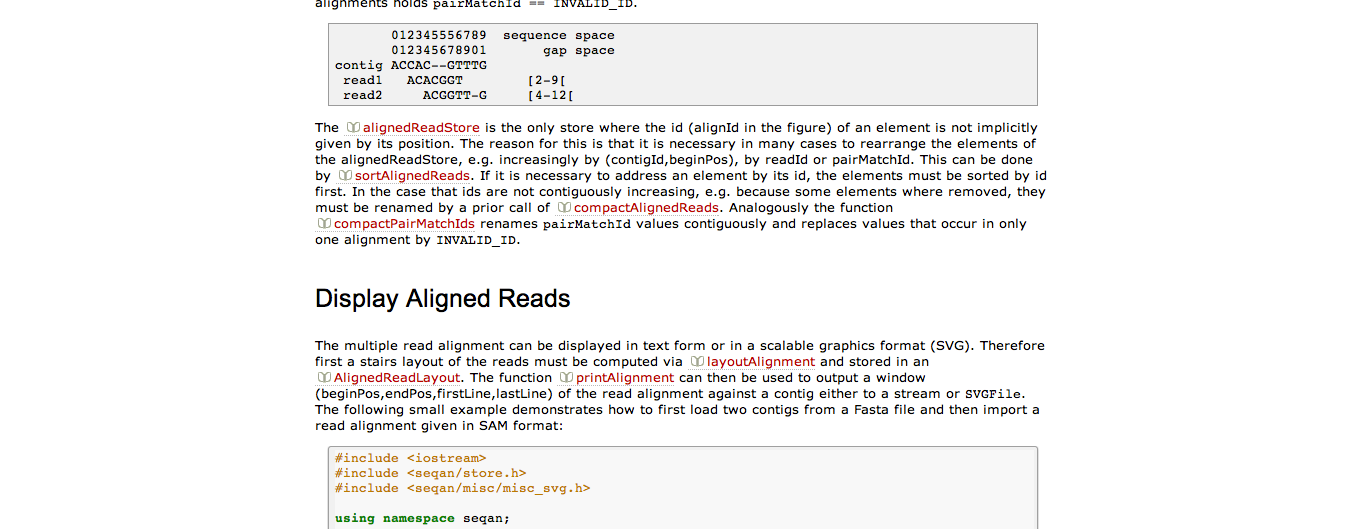 alignments holds pairMatchId == INVALID_ID.
       012345556789  sequence space
       012345678901       gap space
contig ACCAC--GTTTG
 read1   ACACGGT        [2-9[
 read2     ACGGTT-G     [4-12[
The alignedReadStore is the only store where the id (alignId in the figure) of an element is not implicitly
given by its position. The reason for this is that it is necessary in many cases to rearrange the elements of
the alignedReadStore, e.g. increasingly by (contigId,beginPos), by readId or pairMatchId. This can be done
by sortAlignedReads. If it is necessary to address an element by its id, the elements must be sorted by id
first. In the case that ids are not contiguously increasing, e.g. because some elements where removed, they
must be renamed by a prior call of compactAlignedReads. Analogously the function
compactPairMatchIds renames pairMatchId values contiguously and replaces values that occur in only
one alignment by INVALID_ID.
Display Aligned Reads
The multiple read alignment can be displayed in text form or in a scalable graphics format (SVG). Therefore
first a stairs layout of the reads must be computed via layoutAlignment and stored in an
AlignedReadLayout. The function printAlignment can then be used to output a window
(beginPos,endPos,firstLine,lastLine) of the read alignment against a contig either to a stream or SVGFile.
The following small example demonstrates how to first load two contigs from a Fasta file and then import a
read alignment given in SAM format:
#include <iostream>
#include <seqan/store.h>
#include <seqan/misc/misc_svg.h>
using namespace seqan;